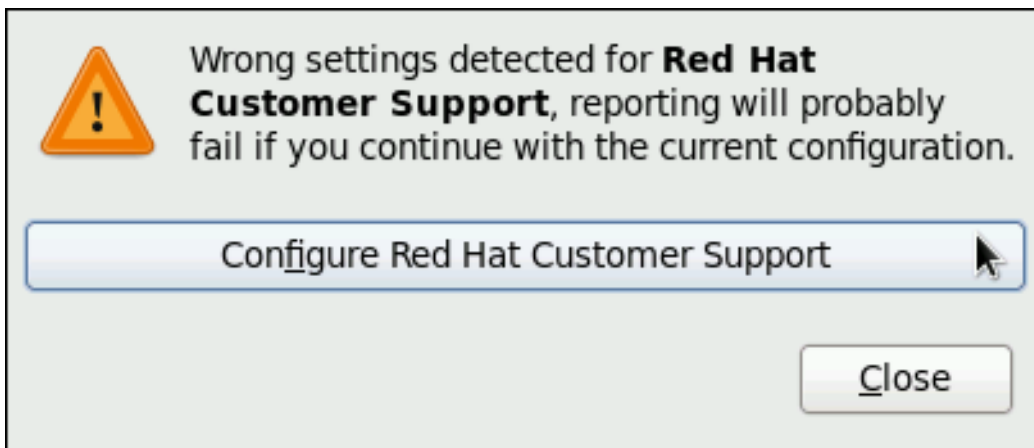 Wrong settings detected for Red Hat
Customer Support, reporting will probably
fail if you continue with the current configuration.
Configure Red Hat Customer Support
Close